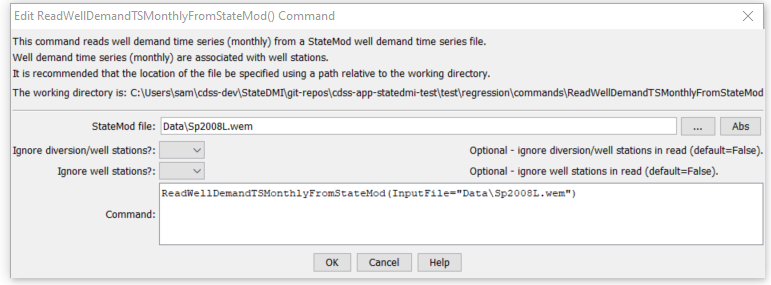 Edit ReadWellDemandTSMonthlyFromStateMod() Command
This command reads well demand time series (monthly) from a StateMod well demand time series file.
Well demand time series (monthly) are associated with well stations.
It is recommended that the location of the file be specified using a path relative to the working directory.
The working directory is: C:\Users\sam\cdss-dev\StateDMI\git-repos\cdss-app-statedmi-test\test\regression\commands\ReadWellDemandTSMonthlyFromStateMod
StateMod file: Data\Sp2008L.wem ... Abs
Ignore diversion/well stations?: Optional - ignore diversion/well stations in read (default=False).
Ignore well stations?: Optional - ignore well stations in read (default=False).
Command: ReadWellDemandTSMonthlyFromStateMod(InputFile="Data\Sp2008L.wem")
OK Cancel Help